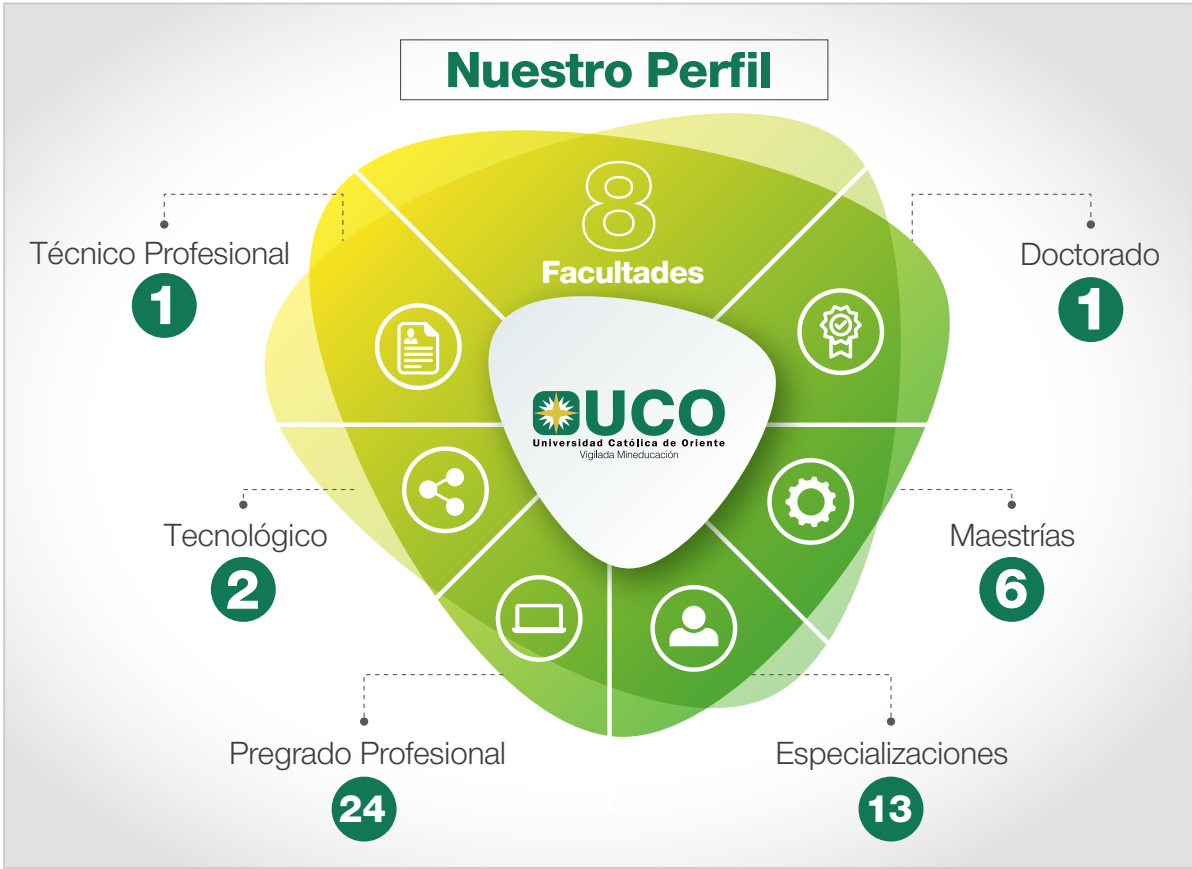 Nuestro Perfil
8
Facultades
Técnico Profesional
1
Doctorado
1
UCO
Universidad Católica de Oriente
Vigilada Mineducación
Tecnológico
2
Maestrías
6
Pregrado Profesional
24
Especializaciones
13